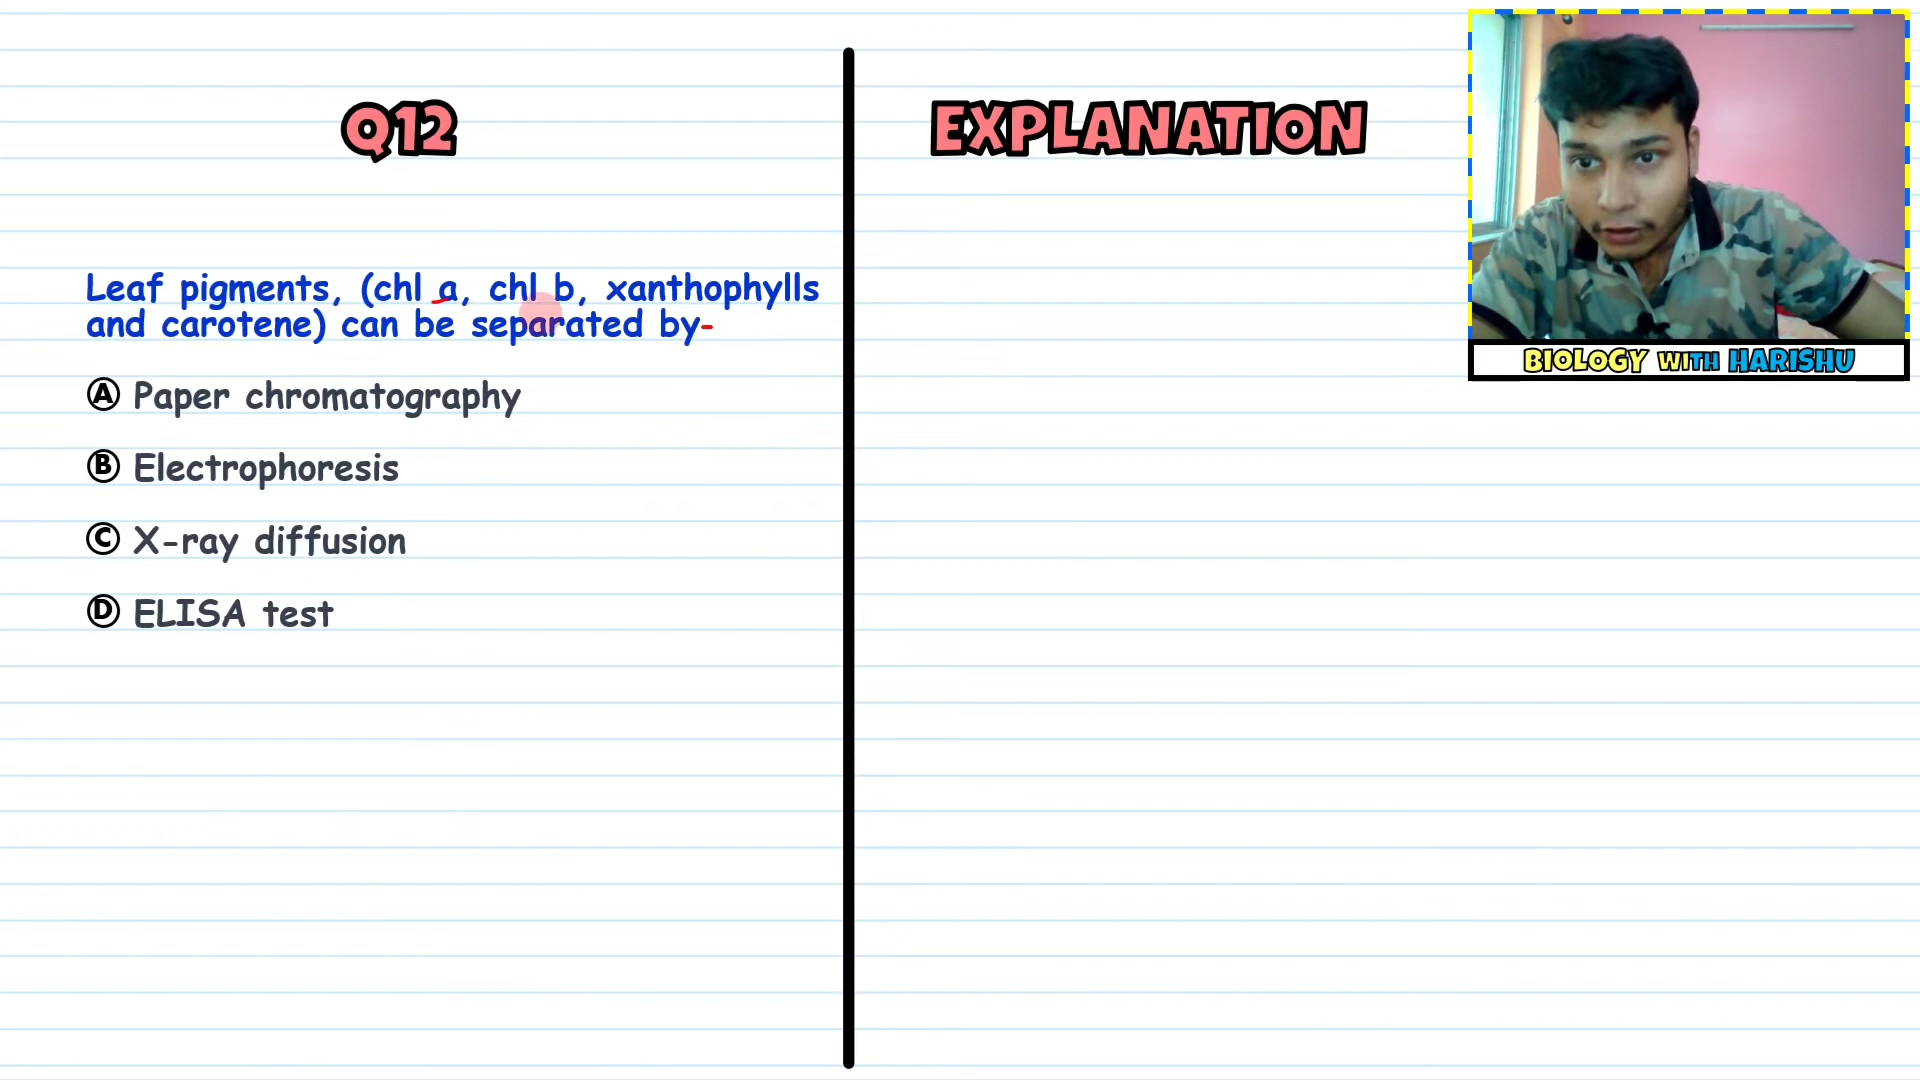 Q12
Leaf pigments, (chl a, chl b, xanthophylls
and carotene) can be separated by-
A Paper chromatography
B Electrophoresis
C X-ray diffusion
D ELISA test
EXPLANATION
BIOLOGY WITH HARISHU